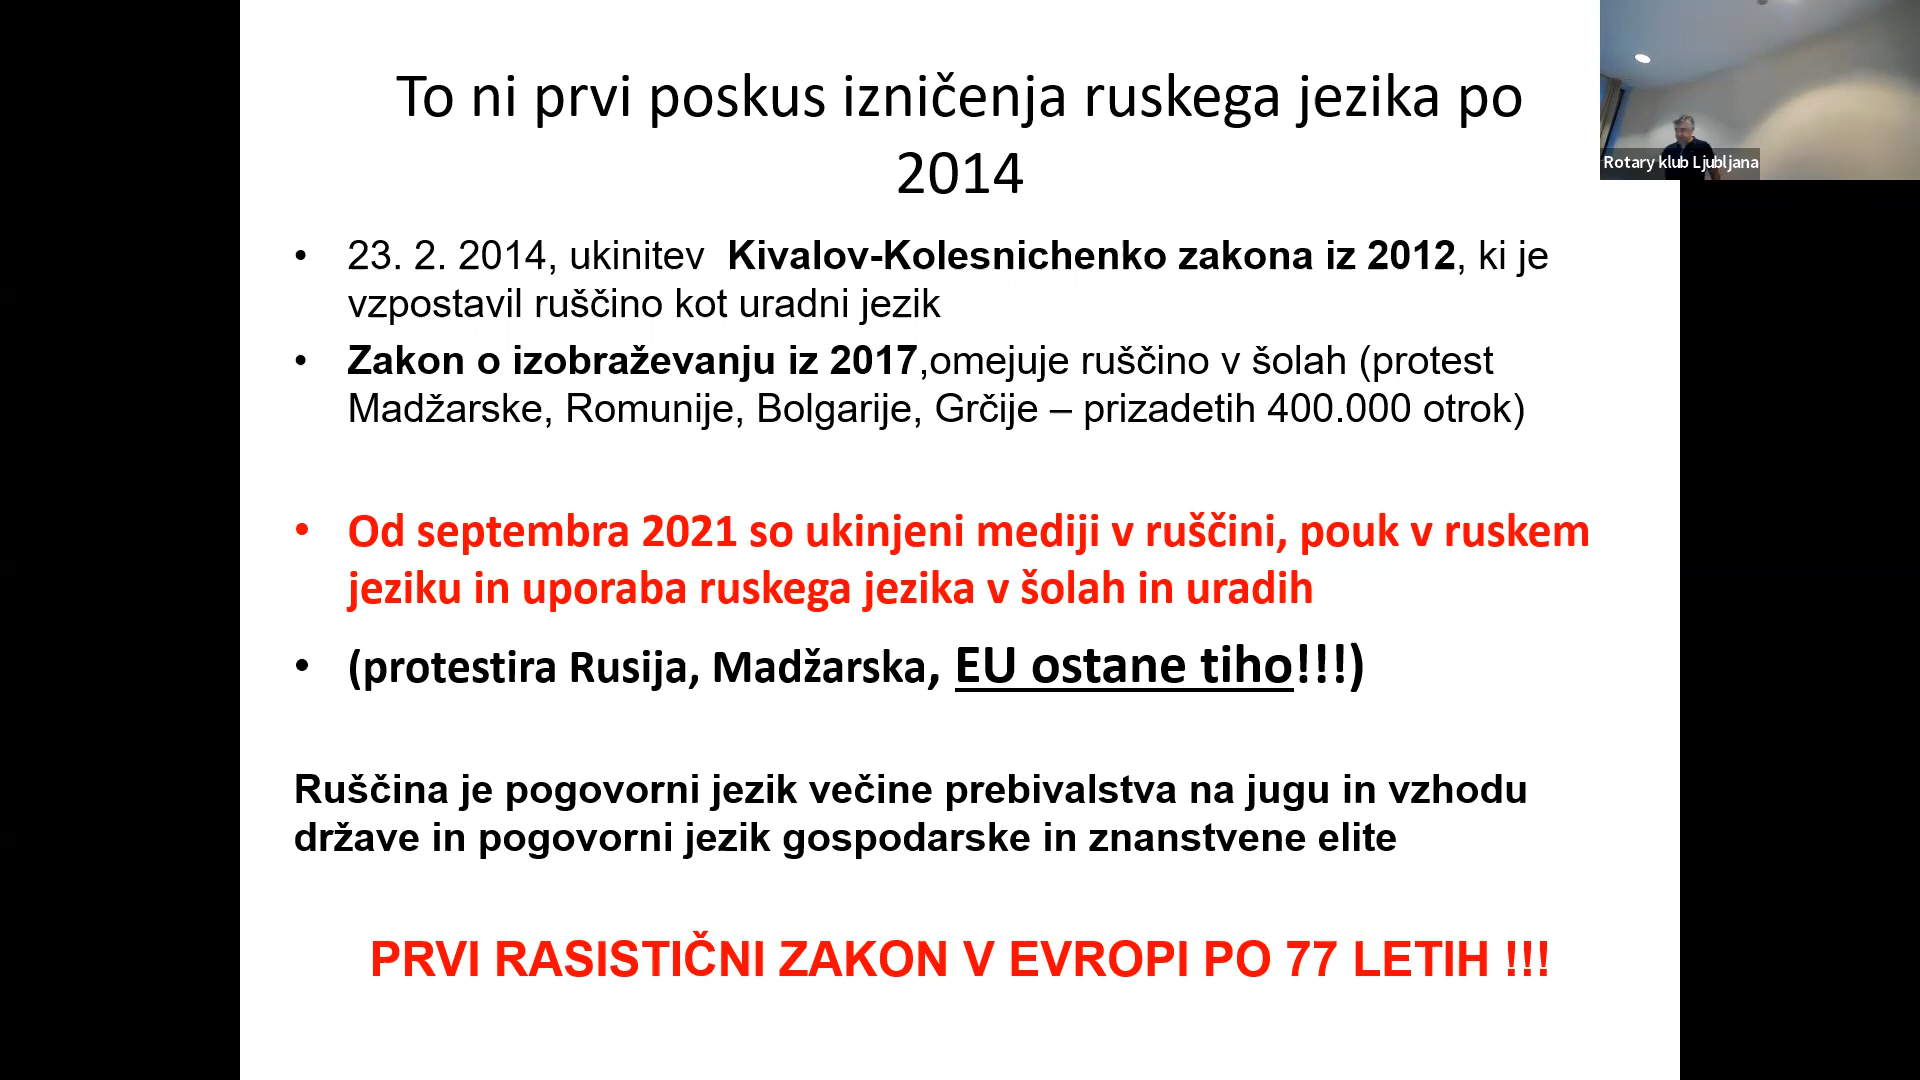 To ni prvi poskus izničenja ruskega jezika po
2014
Rotary klub Ljubljana
• 23. 2. 2014, ukinitev Kivalov-Kolesnichenko zakona iz 2012, ki je
vzpostavil ruščino kot uradni jezik
• Zakon o izobraževanju iz 2017,omejuje ruščino v šolah (protest
Madžarske, Romunije, Bolgarije, Grčije – prizadetih 400.000 otrok)
• Od septembra 2021 so ukinjeni mediji v ruščini, pouk v ruskem
jeziku in uporaba ruskega jezika v šolah in uradih
• (protestira Rusija, Madžarska, EU ostane tiho!!!)
Ruščina je pogovorni jezik večine prebivalstva na jugu in vzhodu
države in pogovorni jezik gospodarske in znanstvene elite
PRVI RASISTIČNI ZAKON V EVROPI PO 77 LETIH !!!